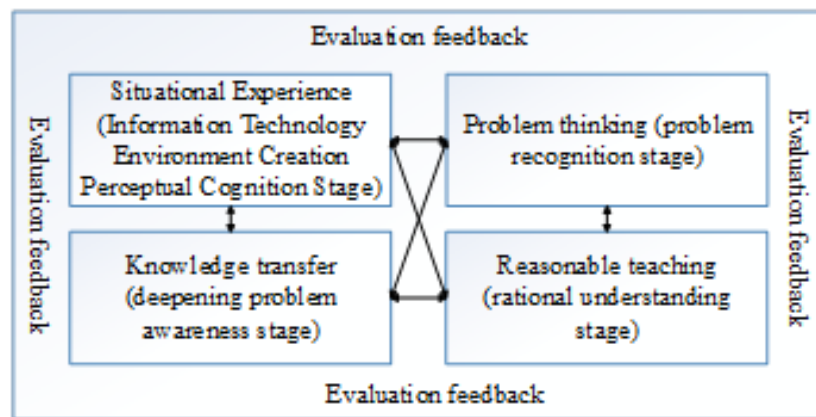 Evaluation feedback
Situational Experience
(Information Technology
Environment Creation
Perceptual Cognition Stage)
Problem thinking (problem
recognition stage)
Evaluation feedback
Evaluation feedback
Knowledge transfer
(deepening problem
awareness stage)
Reasonable teaching
(rational understanding
stage)
Evaluation feedback